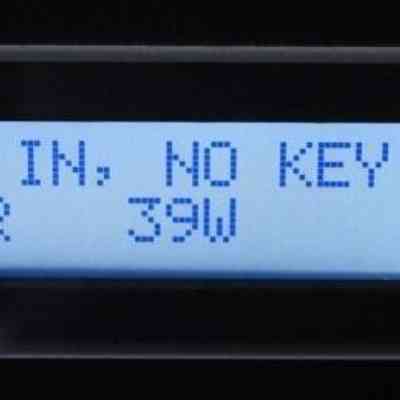 IN, NO KEY
R 39W